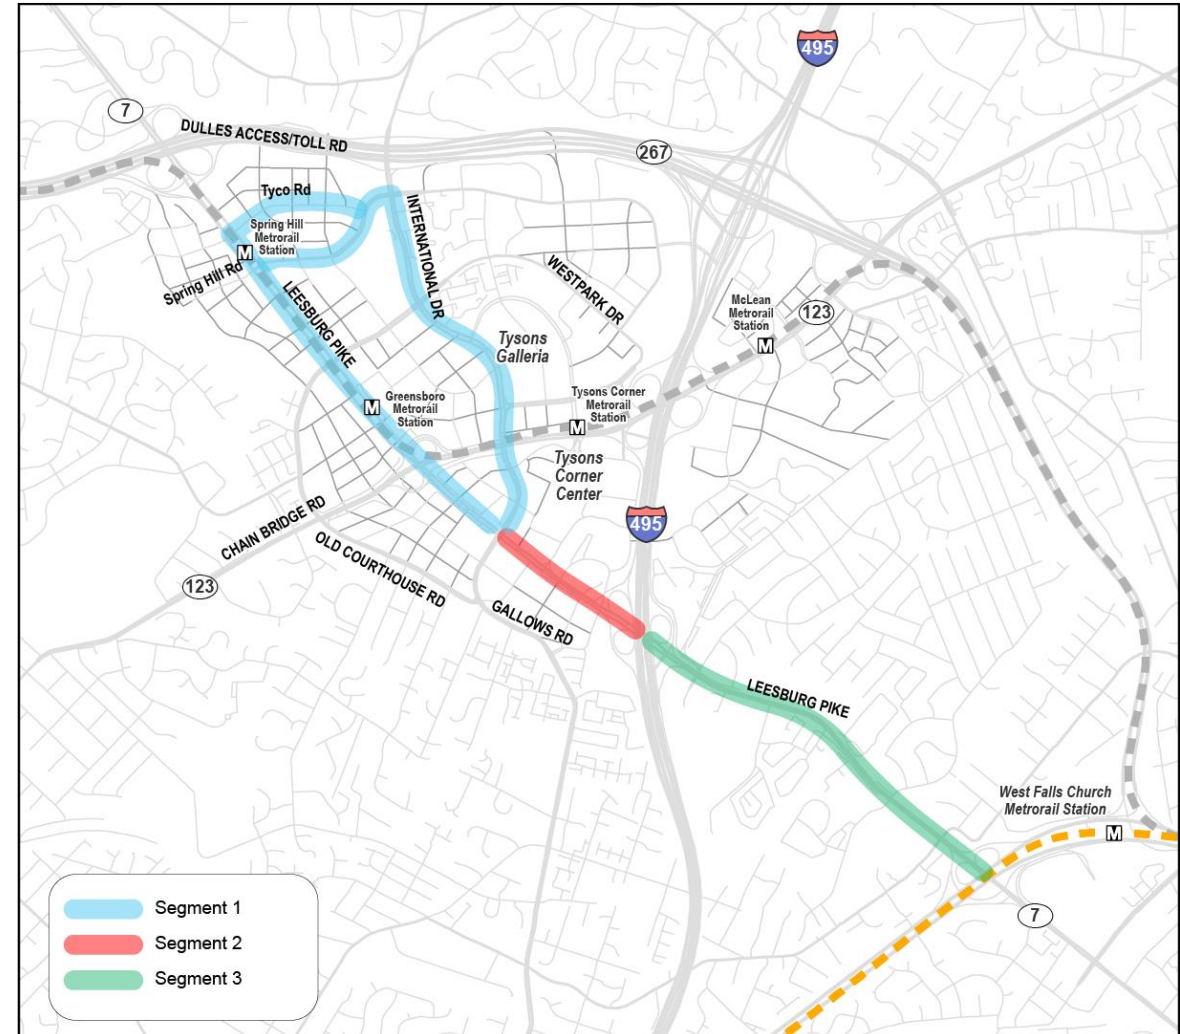 495
7
DULLES ACCESS/TOLL RD
267
Tyco Rd
Spring Hill
Metrorail
Station
M
Spring Hill Rd
INTERNATIONAL DR
WESTPARK DR
LEESBURG PIKE
McLean
Metrorail
Station
123
M
Tysons
Galleria
Greensboro
Metrorail
Station
M
Tysons Corner
Metrorail
Station
M
Tysons
Corner
Center
495
CHAIN BRIDGE RD
OLD COURTHOUSE RD
123
GALLOWS RD
LEESBURG PIKE
West Falls Church
Metrorail Station
M
7
Segment 1
Segment 2
Segment 3